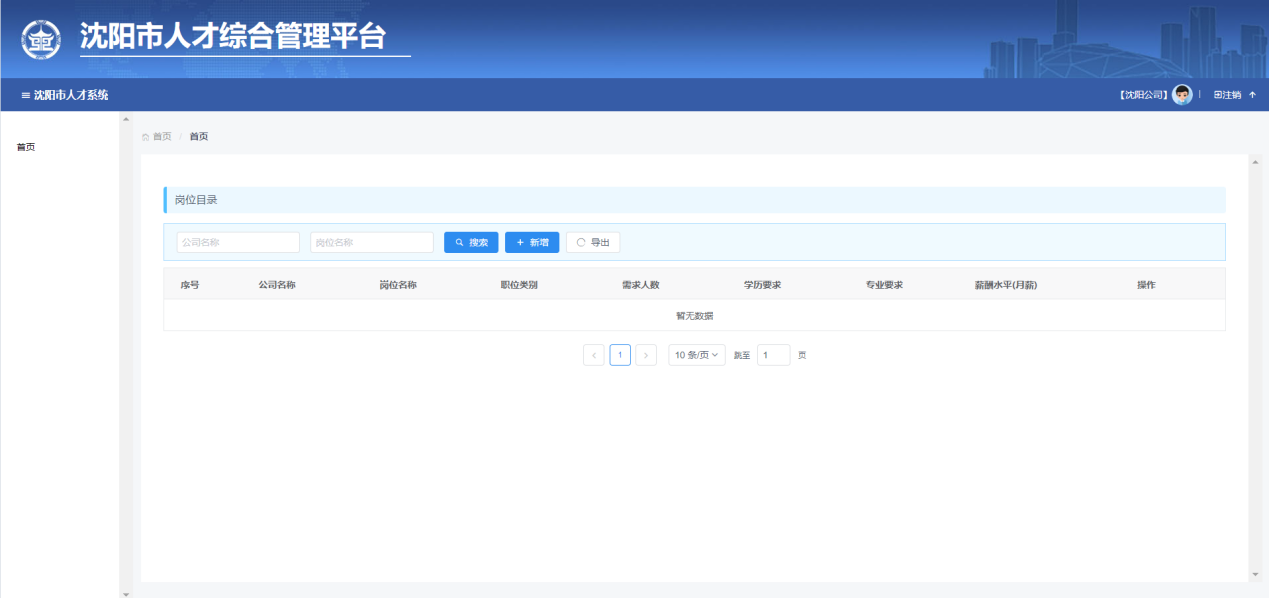 沈阳市人才综合管理平台
沈阳市人才系统
【沈阳公司】 | 注销
首页
首页 / 首页
岗位目录
公司名称 岗位名称 搜索 + 新增 导出
序号 公司名称 岗位名称 职位类别 需求人数 学历要求 专业要求 薪酬水平(月薪) 操作
暂无数据
< 1 > 10 条/页 跳至 1 页